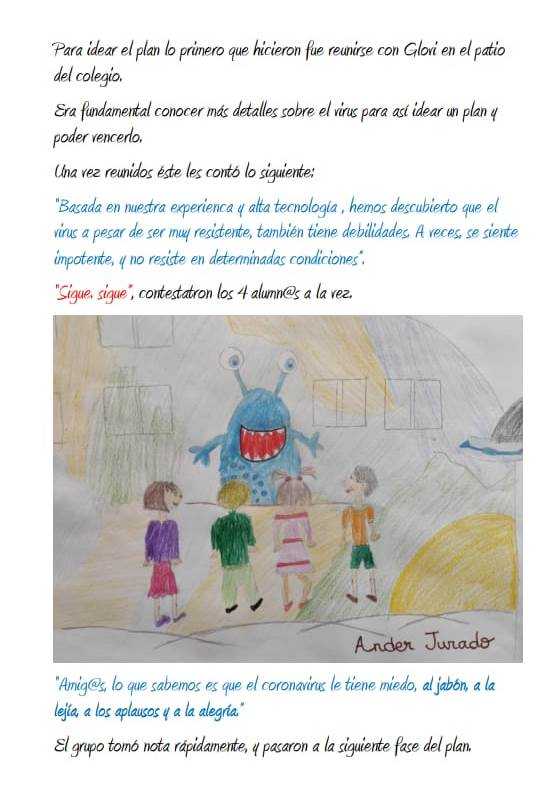 Para idear el plan lo primero que hicieron fue reunirse con Glovi en el patio
del colegio.
Era fundamental conocer más detalles sobre el virus para así idear un plan y
poder vencerlo.
Una vez reunidos éste les contó lo siguiente:
"Basada en nuestra experienca y alta tecnología , hemos descubierto que el
virus a pesar de ser muy resistente, también tiene debilidades. A veces, se siente
impotente, y no resiste en determinadas condiciones".
"Sigue, sigue", contestatron los 4 alumn@s a la vez.
Ander Jurado
"Amig@s, lo que sabemos es que el coronavirus le tiene miedo, al jabón, a la
lejía, a los aplausos y a la alegría."
El grupo tomó nota rápidamente, y pasaron a la siguiente fase del plan.